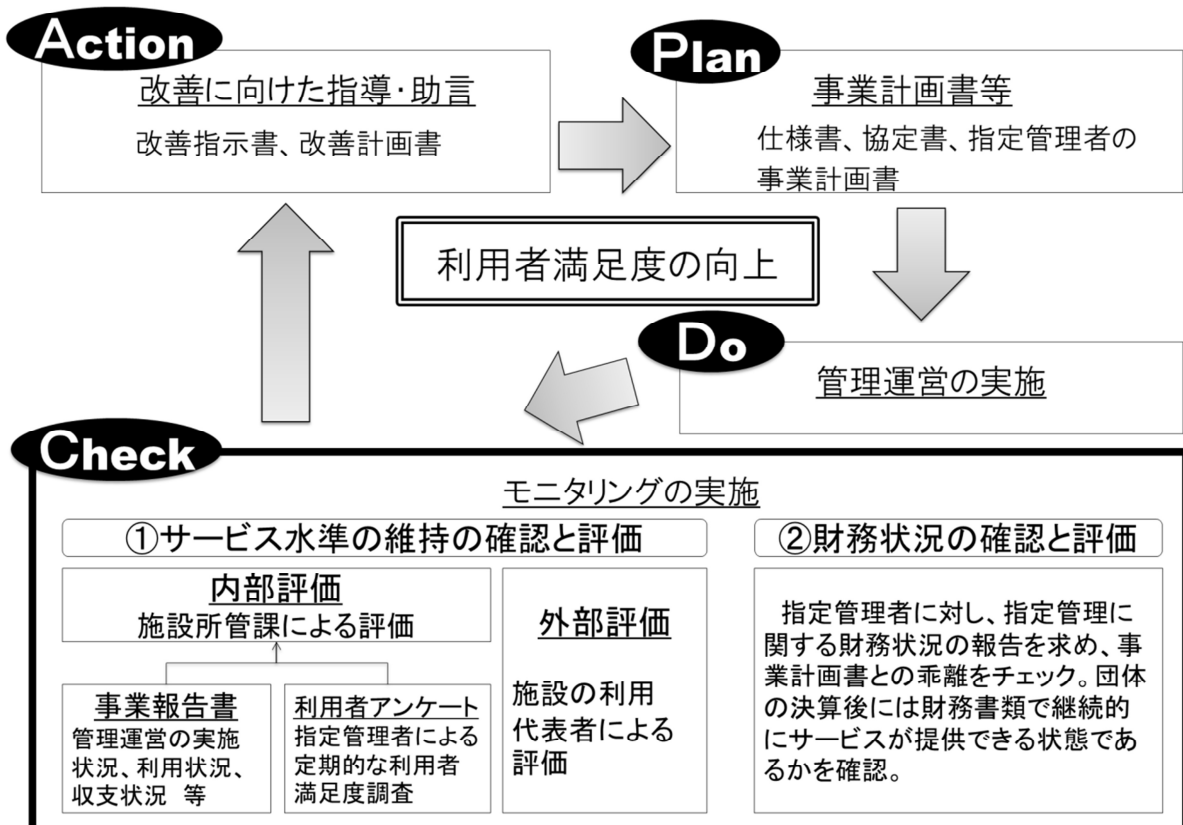 Action
改善に向けた指導・助言
改善指示書、改善計画書
Plan
事業計画書等
仕様書、協定書、指定管理者の
事業計画書
利用者満足度の向上
Do
管理運営の実施
Check
モニタリングの実施
①サービス水準の維持の確認と評価
内部評価
施設所管課による評価
事業報告書
管理運営の実施
状況、利用状況、
収支状況 等
利用者アンケート
指定管理者による
定期的な利用者
満足度調査
外部評価
施設の利用
代表者による
評価
②財務状況の確認と評価
指定管理者に対し、指定管理に
関する財務状況の報告を求め、事
業計画書との乖離をチェック。団体
の決算後には財務書類で継続的
にサービスが提供できる状態であ
るかを確認。